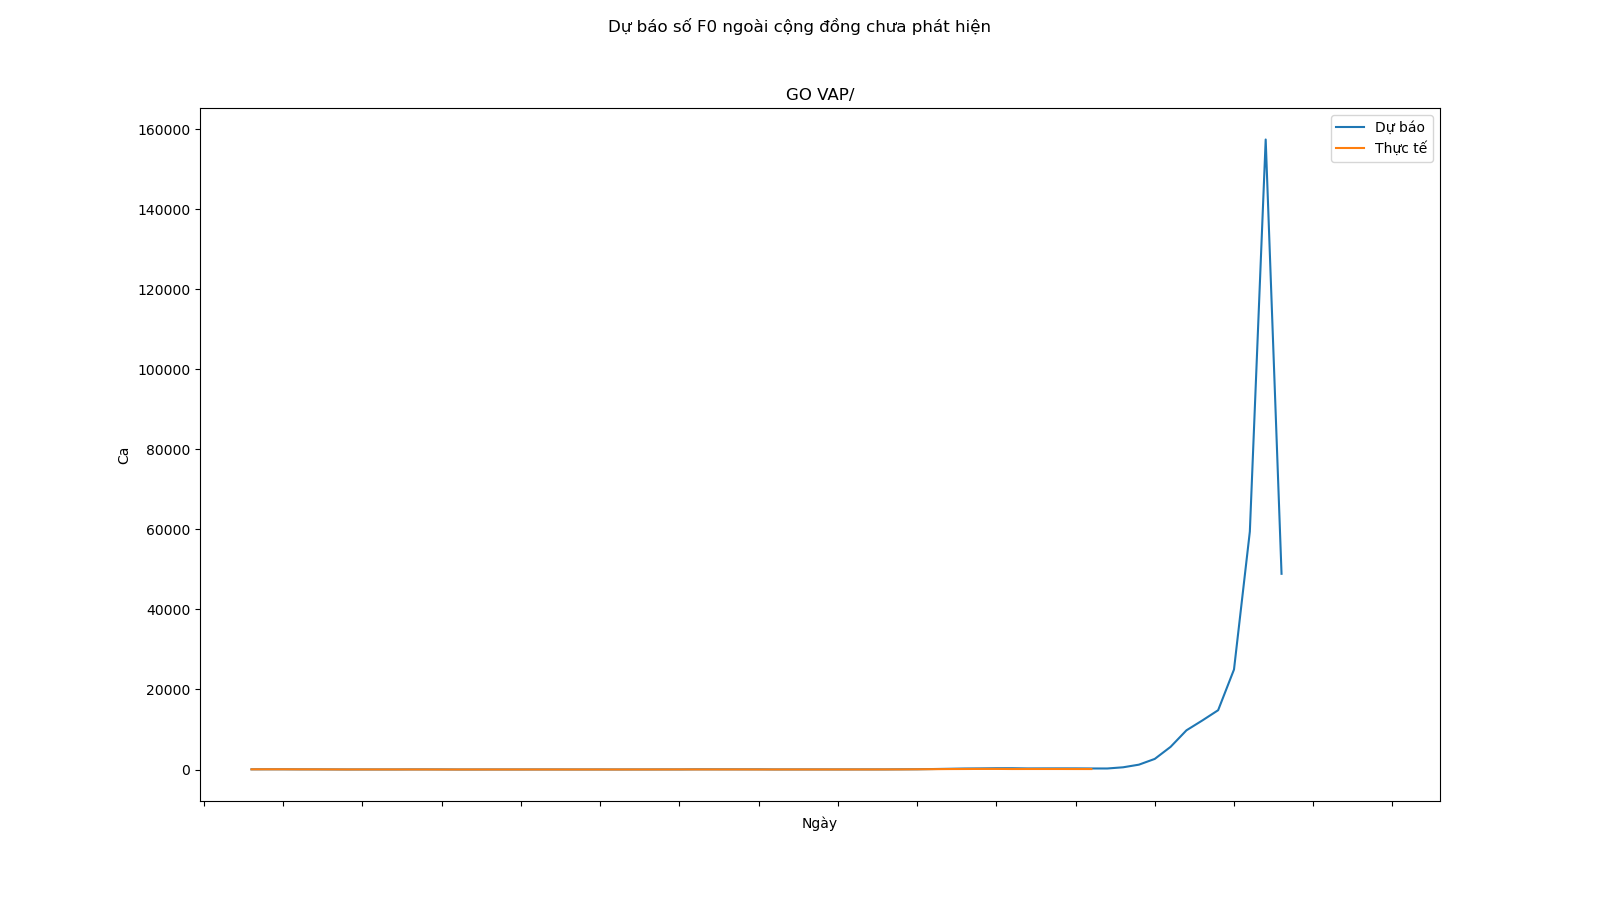 Dự báo số F0 ngoài cộng đồng chưa phát hiện
GO VAP/
160000
140000
120000
100000
80000
60000
40000
20000
0
Ca
Dự báo
Thực tế
Ngày